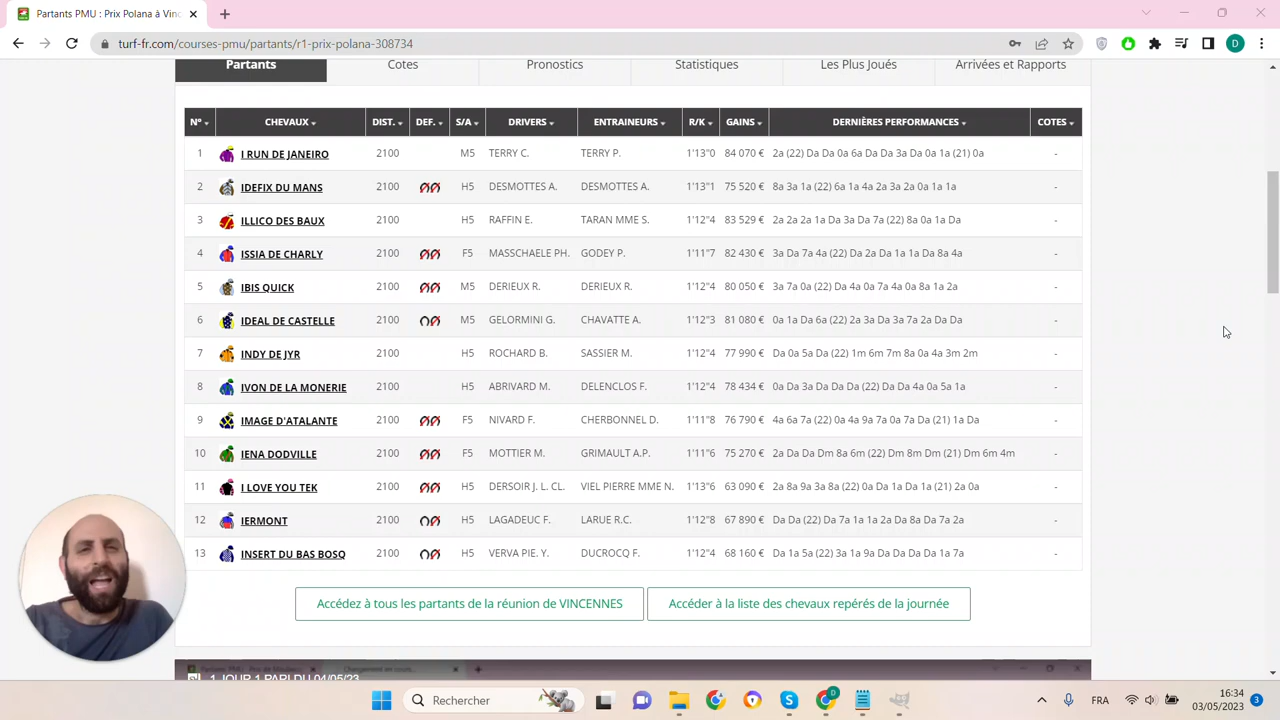 Partants PMU : Prix Polana à Vinc
turf-fr.com/courses-pmu/partants/r1-prix-polana-308734
D
Partants Cotes Pronostics Statistiques Les Plus Joués Arrivées et Rapports
N° CHEVAUX DIST. DEF. S/A DRIVERS ENTRAINEURS R/K GAINS DERNIÈRES PERFORMANCES COTES
1 I RUN DE JANEIRO 2100 M5 TERRY C. TERRY P. 1'13"0 84 070 € 2a (22) Da Da 0a 6a Da Da 3a Da 0a 1a (21) 0a -
2 IDEFIX DU MANS 2100 H5 DESMOTTES A. DESMOTTES A. 1'13"1 75 520 € 8a 3a 1a (22) 6a 1a 4a 2a 3a 2a 0a 1a 1a -
3 ILLICO DES BAUX 2100 H5 RAFFIN E. TARAN MME S. 1'12"4 83 529 € 2a 2a 2a 1a Da 3a Da 7a (22) 8a 0a 1a Da -
4 ISSIA DE CHARLY 2100 F5 MASSCHAELE PH. GODEY P. 1'11"7 82 430 € 3a Da 7a 4a (22) Da 2a Da 1a 1a Da 8a 4a -
5 IBIS QUICK 2100 M5 DERIEUX R. DERIEUX R. 1'12"4 80 050 € 3a 7a 0a (22) Da 4a 0a 7a 4a 0a 8a 1a 2a -
6 IDEAL DE CASTELLE 2100 M5 GELORMINI G. CHAVATTE A. 1'12"3 81 080 € 0a 1a Da 6a (22) 2a 3a Da 3a 7a 2a Da Da -
7 INDY DE JYR 2100 H5 ROCHARD B. SASSIER M. 1'12"4 77 990 € Da 0a 5a Da (22) 1m 6m 7m 8a 0a 4a 3m 2m -
8 IVON DE LA MONERIE 2100 H5 ABRIVARD M. DELENCLOS F. 1'12"4 78 434 € 0a Da 3a Da Da Da (22) Da Da 4a 0a 5a 1a -
9 IMAGE D'ATALANTE 2100 F5 NIVARD F. CHERBONNEL D. 1'11"8 76 790 € 4a 6a 7a (22) 0a 4a 9a 7a 0a 7a Da (21) 1a Da -
10 IENA DODVILLE 2100 F5 MOTTIER M. GRIMAULT A.P. 1'11"6 75 270 € 2a Da Da Dm 8a 6m (22) Dm 8m Dm (21) Dm 6m 4m -
11 I LOVE YOU TEK 2100 H5 DERSOIR J. L. CL. VIEL PIERRE MME N. 1'13"6 63 090 € 2a 8a 9a 3a 8a (22) 0a Da 1a Da 1a (21) 2a 0a -
12 IERMONT 2100 H5 LAGADEUC F. LARUE R.C. 1'12"8 67 890 € Da Da (22) Da 7a 1a 1a 2a Da 8a Da 7a 2a -
13 INSERT DU BAS BOSQ 2100 H5 VERVA PIE. Y. DUCROCQ F. 1'12"4 68 160 € Da 1a 5a (22) 3a 1a 9a Da Da Da Da 1a 7a -
Accédez à tous les partants de la réunion de VINCENNES Accéder à la liste des chevaux repérés de la journée
1 JOUR 1 PARI DU 04/05/23
Rechercher D FRA 16:34
03/05/2023 3